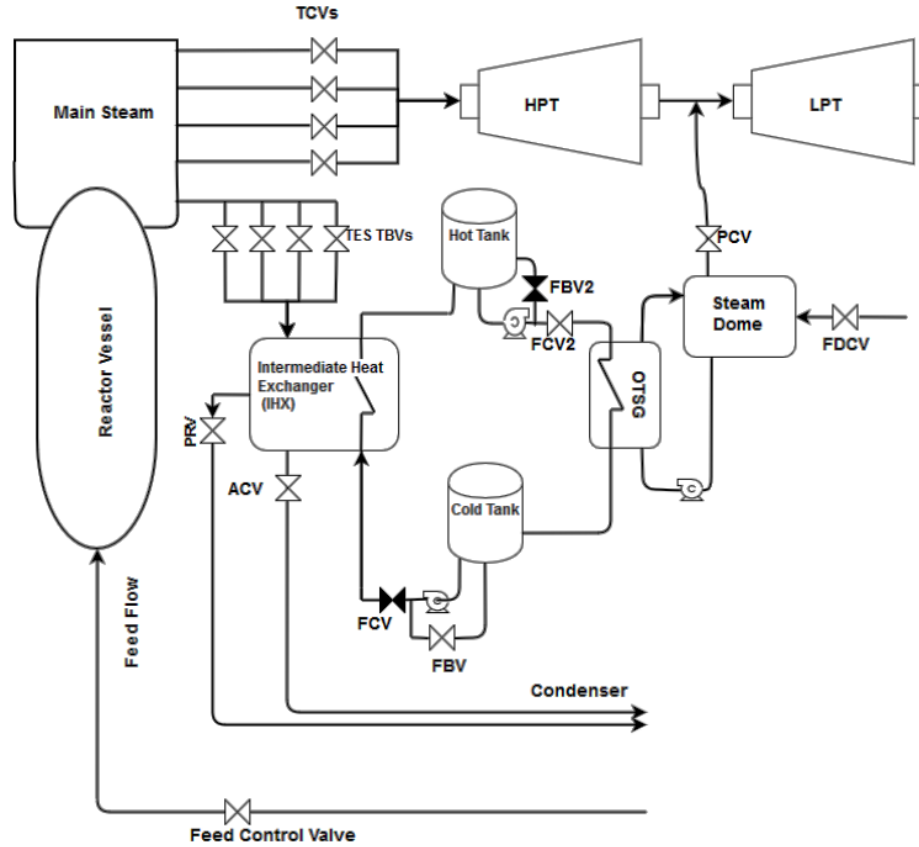 TCVs
Main Steam
HPT
LPT
TES TBVs
Hot Tank
PCV
FBV2
Steam
Dome
FCV2
FDCV
Reactor Vessel
Intermediate Heat
Exchanger
(IHX)
OTSG
PRV
ACV
C
C
Cold Tank
C
FCV
FBV
Feed Flow
Condenser
Feed Control Valve